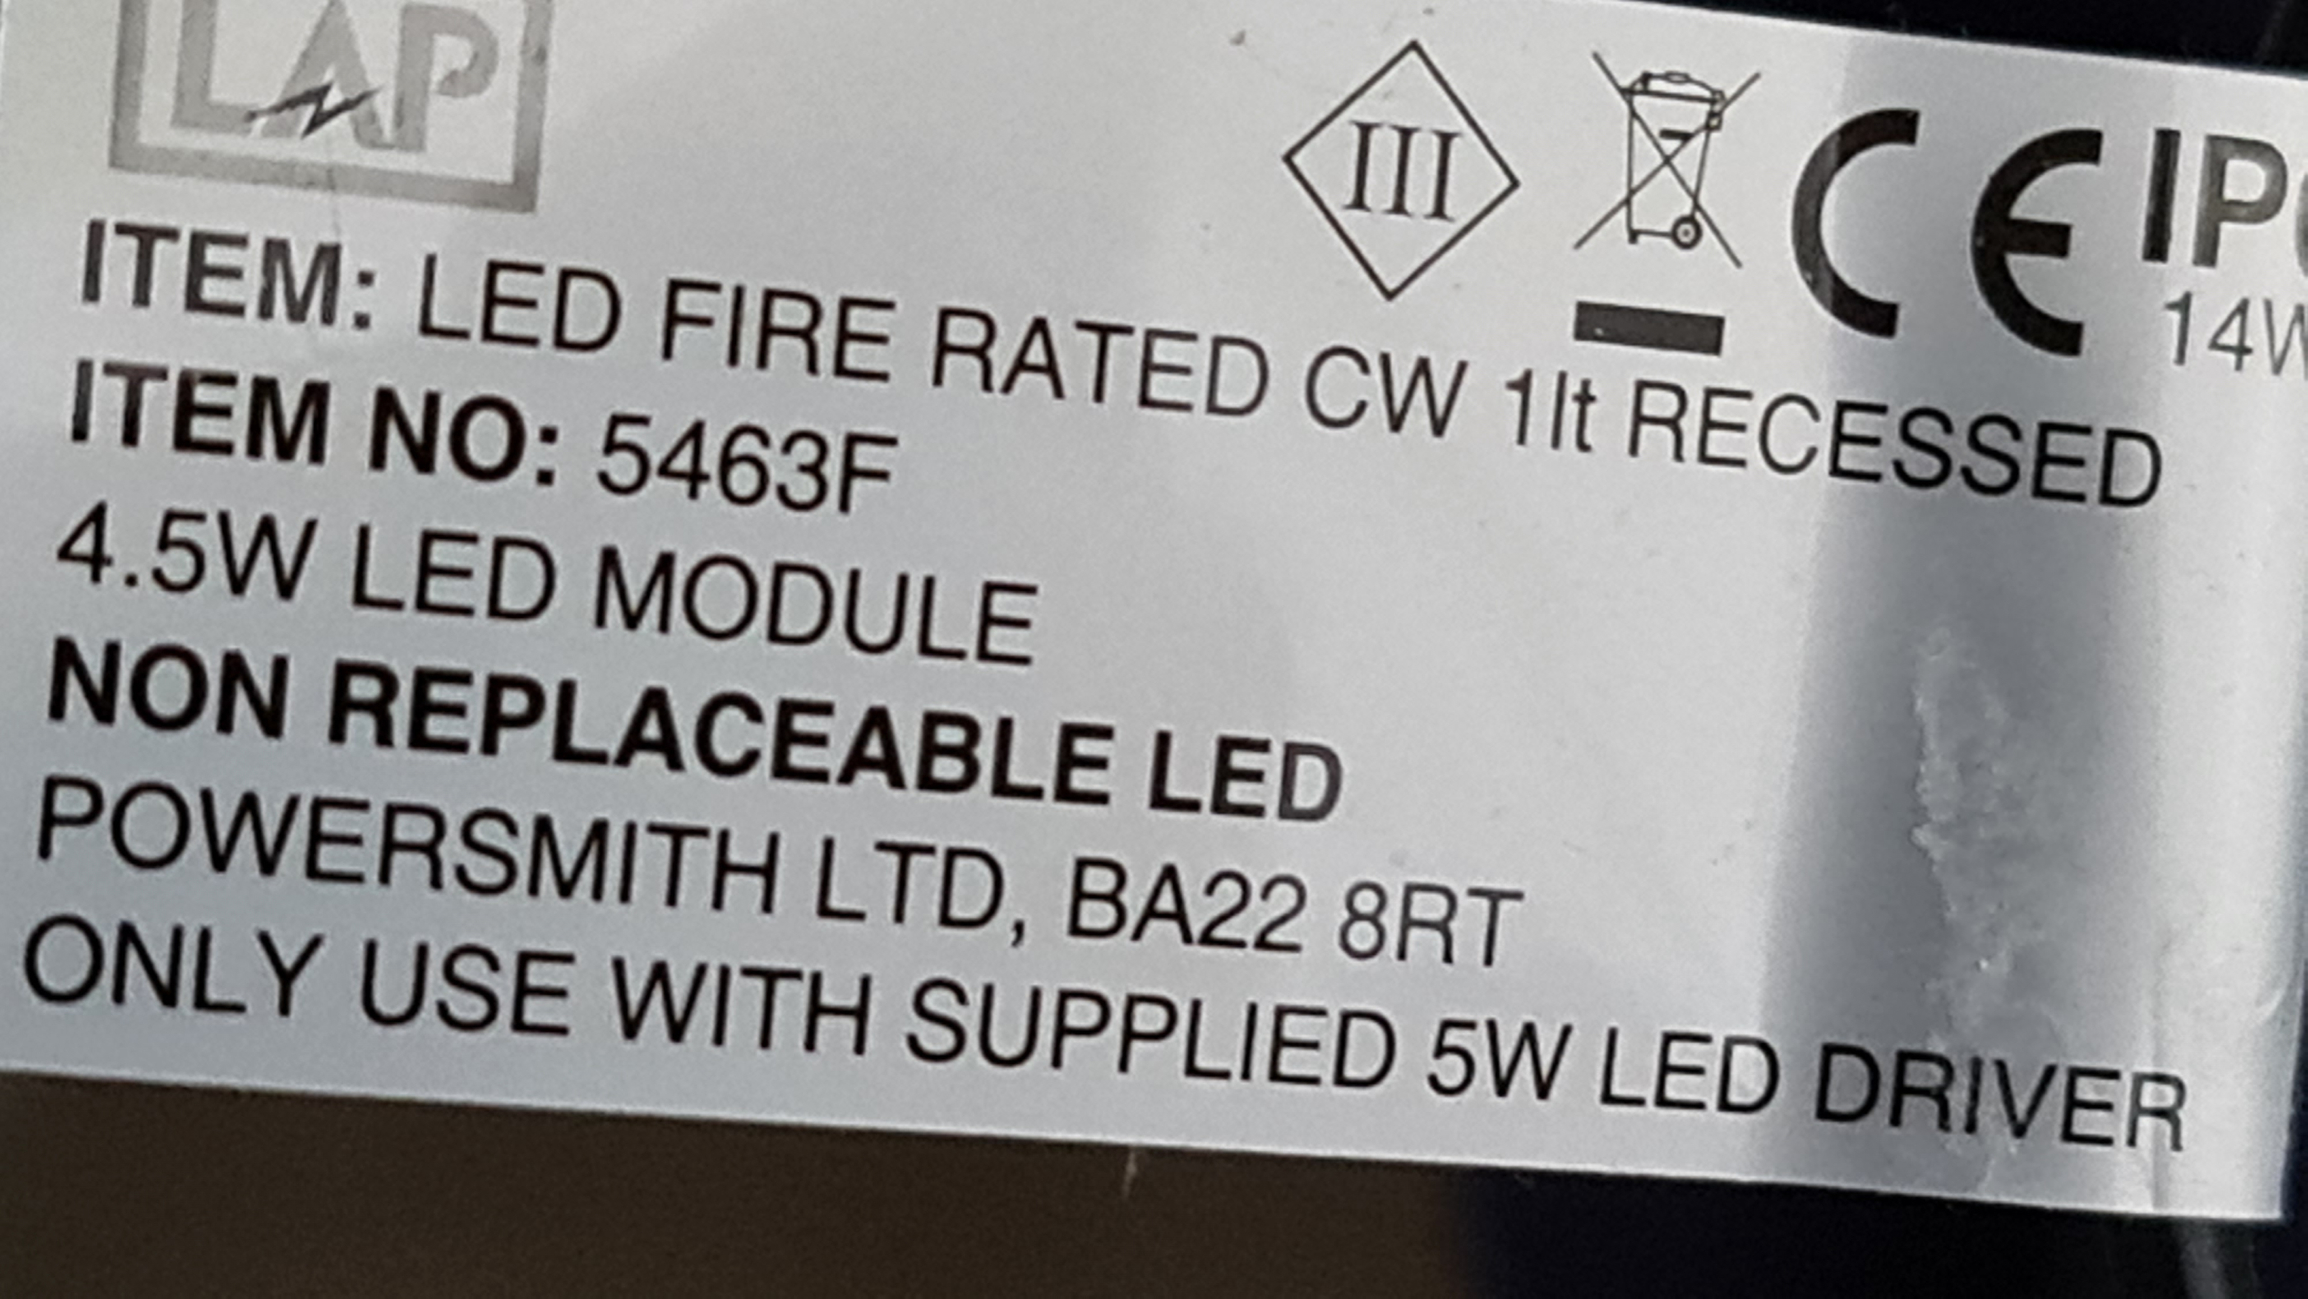 LAP
III
CE IP
14W
ITEM: LED FIRE RATED CW 1lt RECESSED
ITEM NO: 5463F
4.5W LED MODULE
NON REPLACEABLE LED
POWERSMITH LTD, BA22 8RT
ONLY USE WITH SUPPLIED 5W LED DRIVER